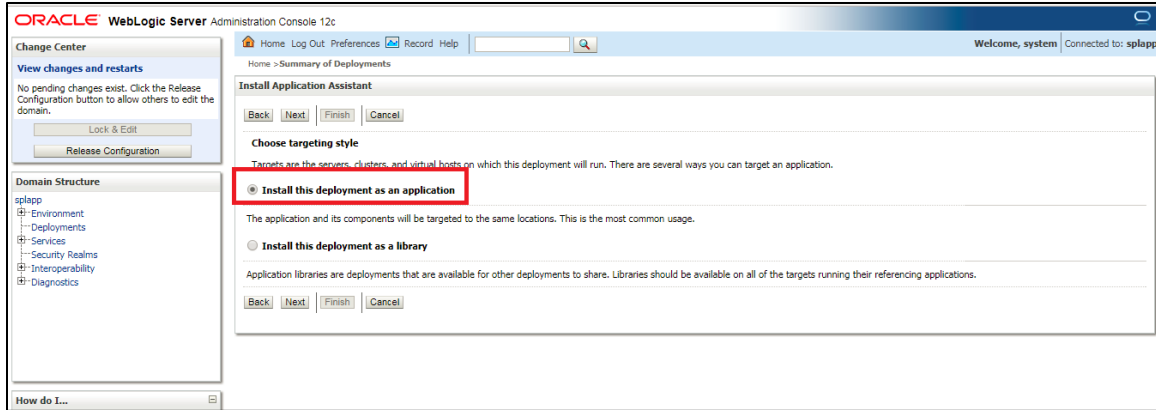 ORACLE WebLogic Server Administration Console 12c
Change Center
View changes and restarts
No pending changes exist. Click the Release
Configuration button to allow others to edit the
domain.
Lock & Edit
Release Configuration
Domain Structure
splapp
Environment
Deployments
Services
Security Realms
Interoperability
Diagnostics
How do I...
Home Log Out Preferences Record Help
Welcome, system Connected to: splapp
Home >Summary of Deployments
Install Application Assistant
Back Next Finish Cancel
Choose targeting style
Targets are the servers, clusters, and virtual hosts on which this deployment will run. There are several ways you can target an application.
Install this deployment as an application
The application and its components will be targeted to the same locations. This is the most common usage.
Install this deployment as a library
Application libraries are deployments that are available for other deployments to share. Libraries should be available on all of the targets running their referencing applications.
Back Next Finish Cancel